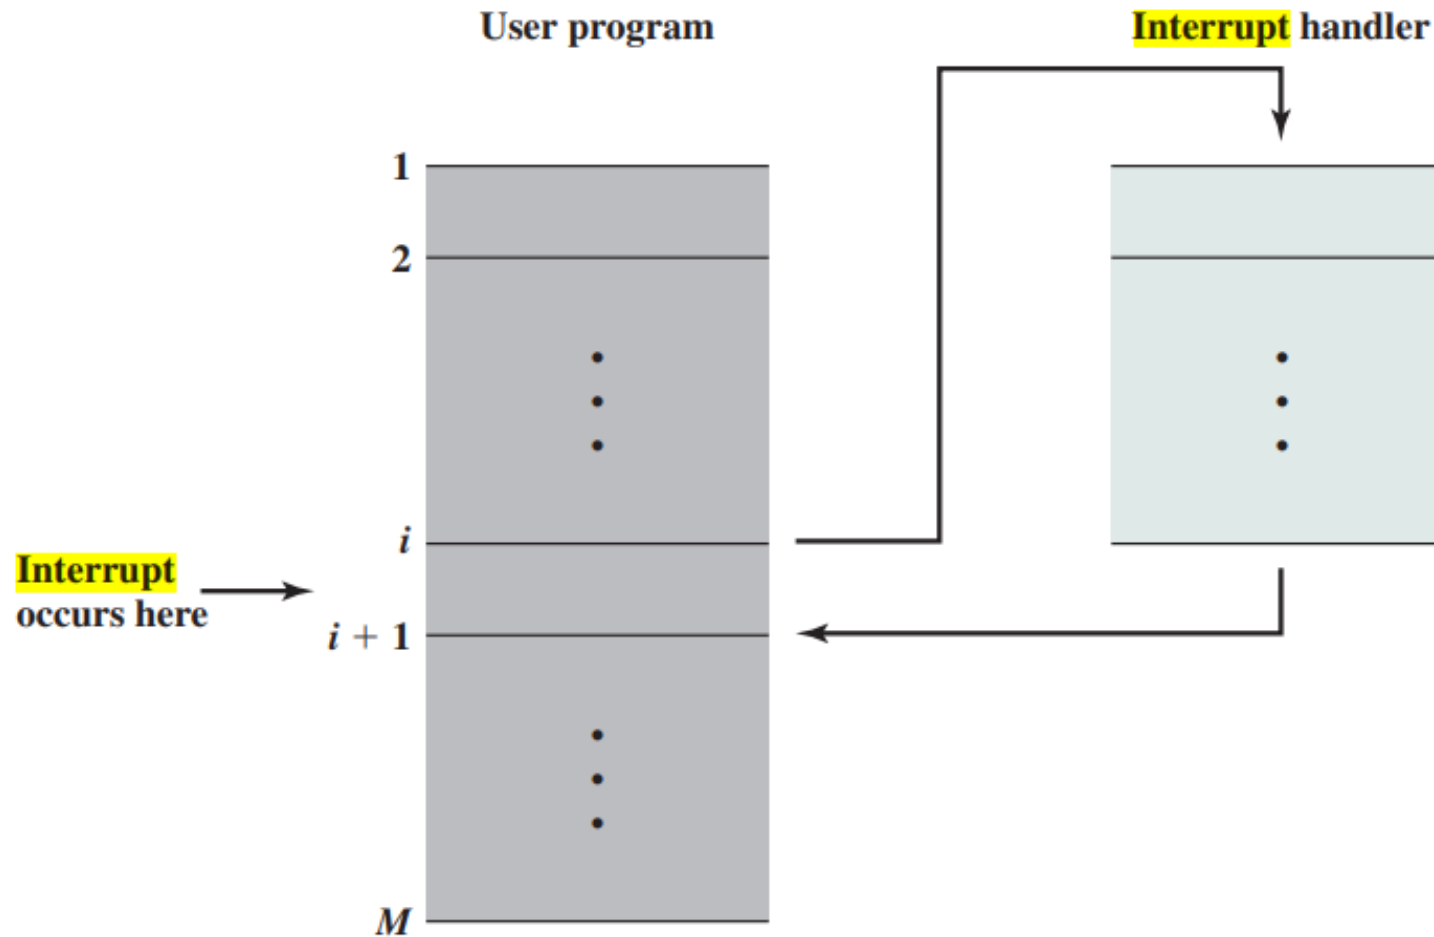 User program
Interrupt handler
1
2
i
Interrupt
occurs here
i + 1
M